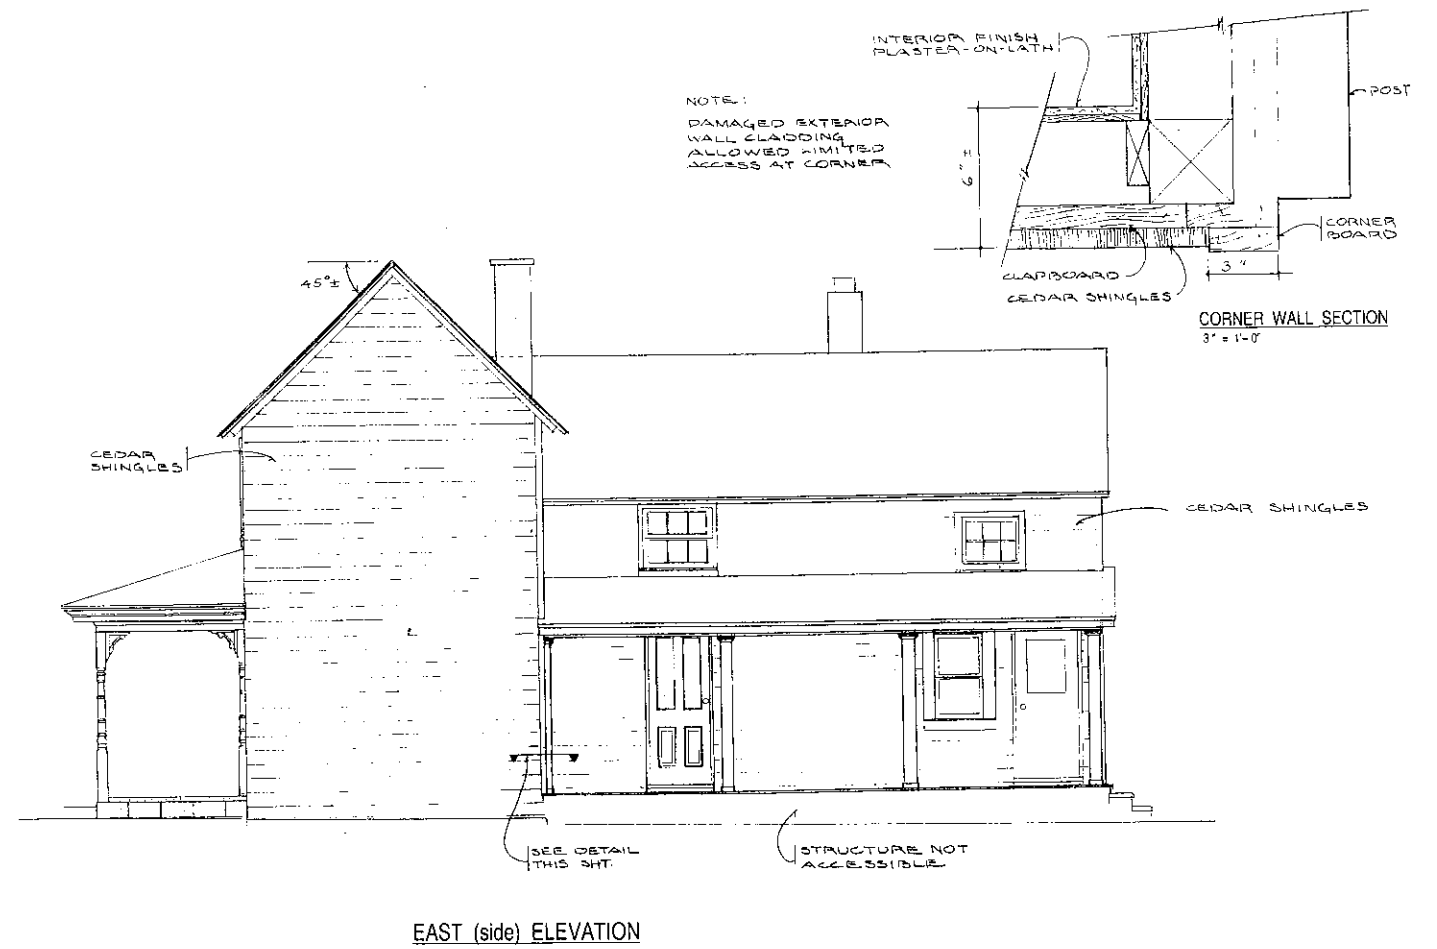 INTERIOR FINISH
PLASTER-ON-LATH
NOTE:
DAMAGED EXTERIOR
WALL CLADDING
ALLOWED LIMITED
ACCESS AT CORNER
POST
6" ±
CORNER
BOARD
3"
CLAPBOARD
CEDAR SHINGLES
CORNER WALL SECTION
3" = 1'-0"
45° ±
CEDAR
SHINGLES
CEDAR SHINGLES
SEE DETAIL
THIS SHT.
STRUCTURE NOT
ACCESSIBLE
EAST (side) ELEVATION